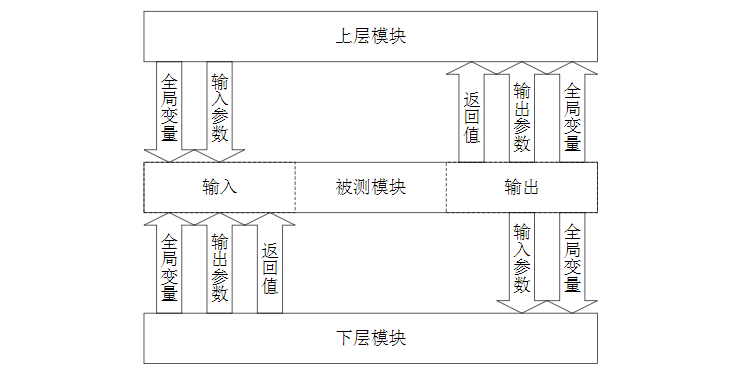 上层模块
全局变量
输入参数
返回值
输出参数
全局变量
输入
被测模块
输出
全局变量
输出参数
返回值
输入参数
全局变量
下层模块